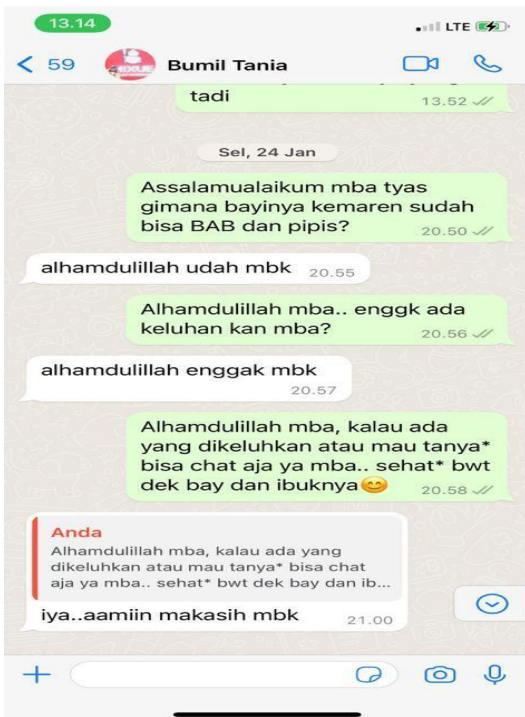 13.14
LTE
59
Bumil Tania
tadi
13.52
Sel, 24 Jan
Assalamualaikum mba tyas
gimana bayinya kemaren sudah
bisa BAB dan pipis?
20.50
alhamdulillah udah mbk
20.55
Alhamdulillah mba.. enggk ada
keluhan kan mba?
20.56
alhamdulillah enggak mbk
20.57
Alhamdulillah mba, kalau ada
yang dikeluhkan atau mau tanya*
bisa chat aja ya mba.. sehat* bwt
dek bay dan ibuknya😊
20.58
Anda
Alhamdulillah mba, kalau ada yang
dikeluhkan atau mau tanya* bisa chat
aja ya mba.. sehat* bwt dek bay dan ib...
iya..aamiin makasih mbk
21.00